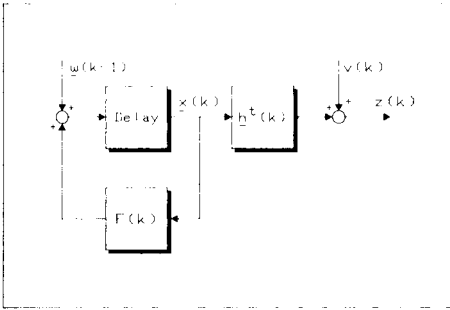 w(k-1)
v(k)
x(k)
z(k)
+
+
+
+
Delay
h^t(k)
F(k)